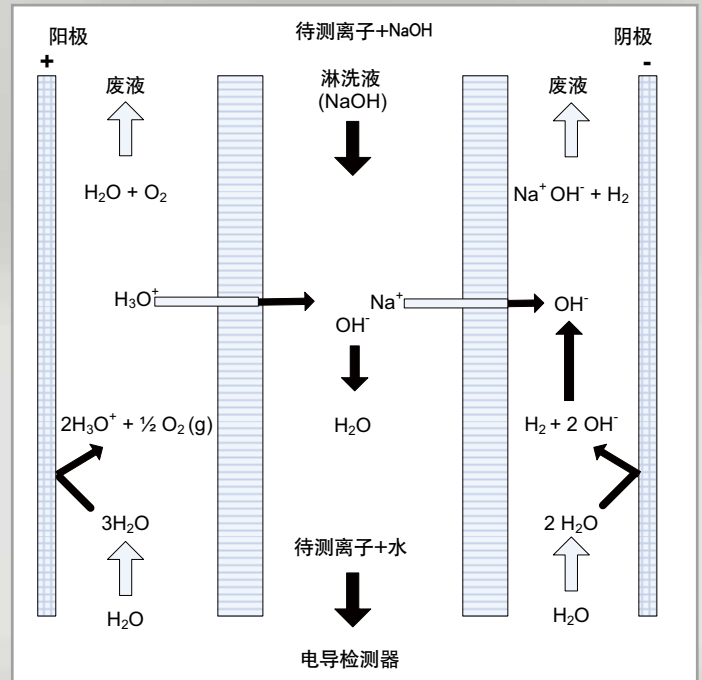 阳极
+
待测离子+NaOH
阴极
-
废液
淋洗液
(NaOH)
废液
H₂O + O₂
Na⁺ OH⁻ + H₂
H₃O⁺
Na⁺
OH⁻
OH⁻
2H₃O⁺ + ½ O₂ (g)
H₂O
H₂ + 2 OH⁻
3H₂O
2 H₂O
待测离子+水
H₂O
H₂O
电导检测器